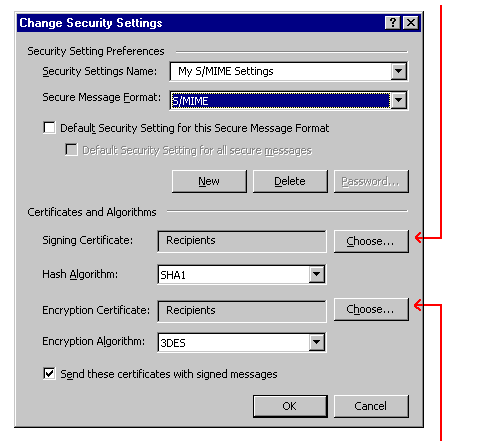 Change Security Settings
Security Setting Preferences
Security Settings Name: My S/MIME Settings
Secure Message Format: S/MIME
Default Security Setting for this Secure Message Format
Default Security Setting for all secure messages
New Delete Password...
Certificates and Algorithms
Signing Certificate: Recipients Choose...
Hash Algorithm: SHA1
Encryption Certificate: Recipients Choose...
Encryption Algorithm: 3DES
Send these certificates with signed messages
OK Cancel